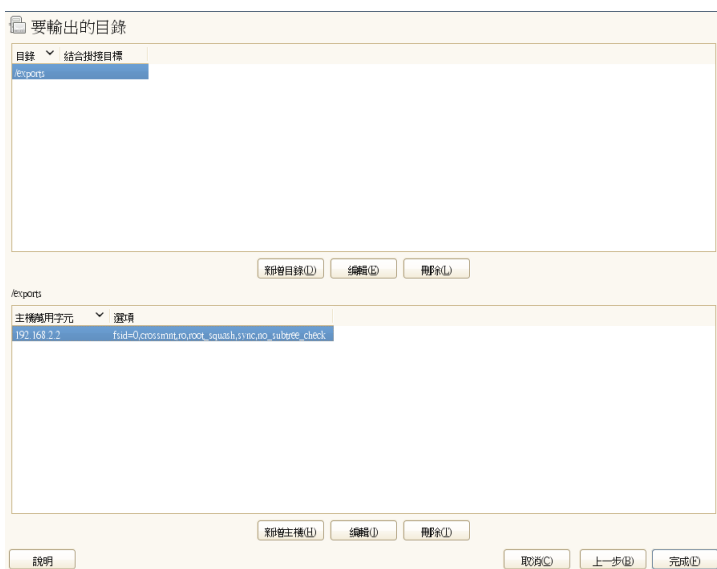 要輸出的目錄
目錄 結合掛接目標
/exports
新增目錄(D) 編輯(E) 刪除(L)
/exports
主機萬用字元 選項
192.168.2.2 fsid=0,crossmnt,ro,root_squash,sync,no_subtree_check
新增主機(H) 編輯(I) 刪除(T)
說明 取消(C) 上一步(B) 完成(F)